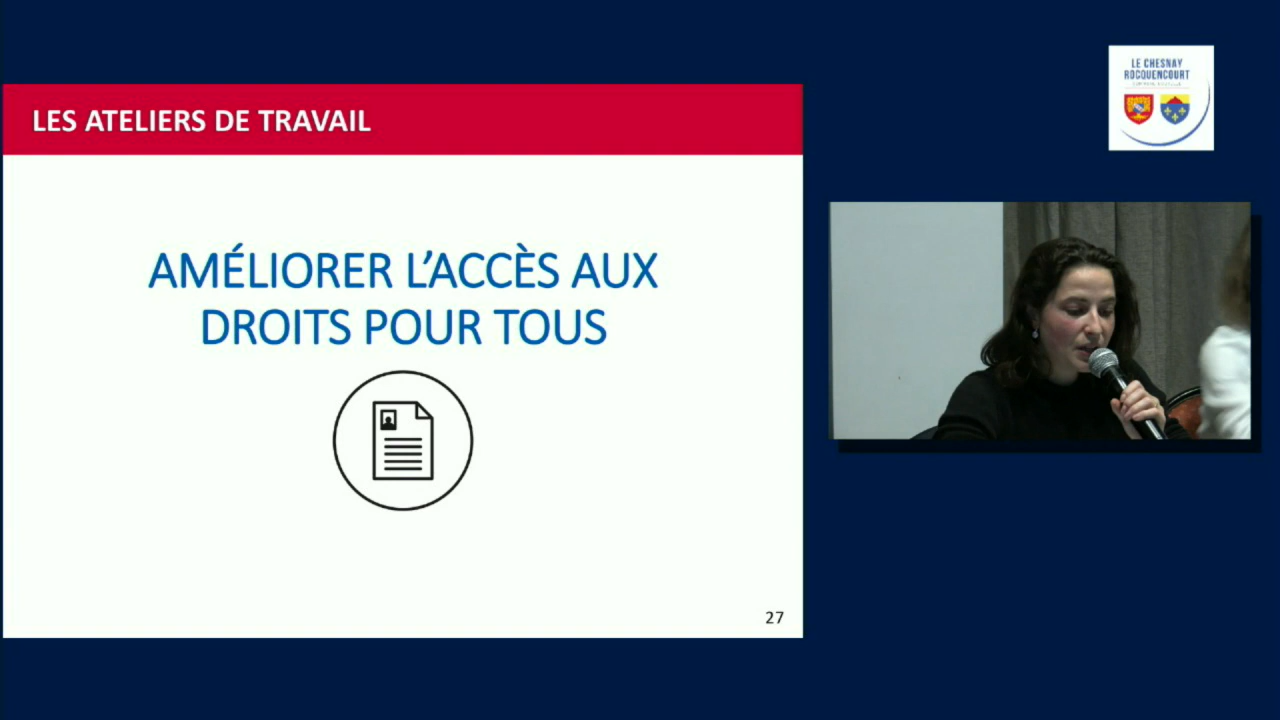 LES ATELIERS DE TRAVAIL
AMÉLIORER L'ACCÈS AUX
DROITS POUR TOUS
27
LE CHESNAY
ROCQUENCOURT